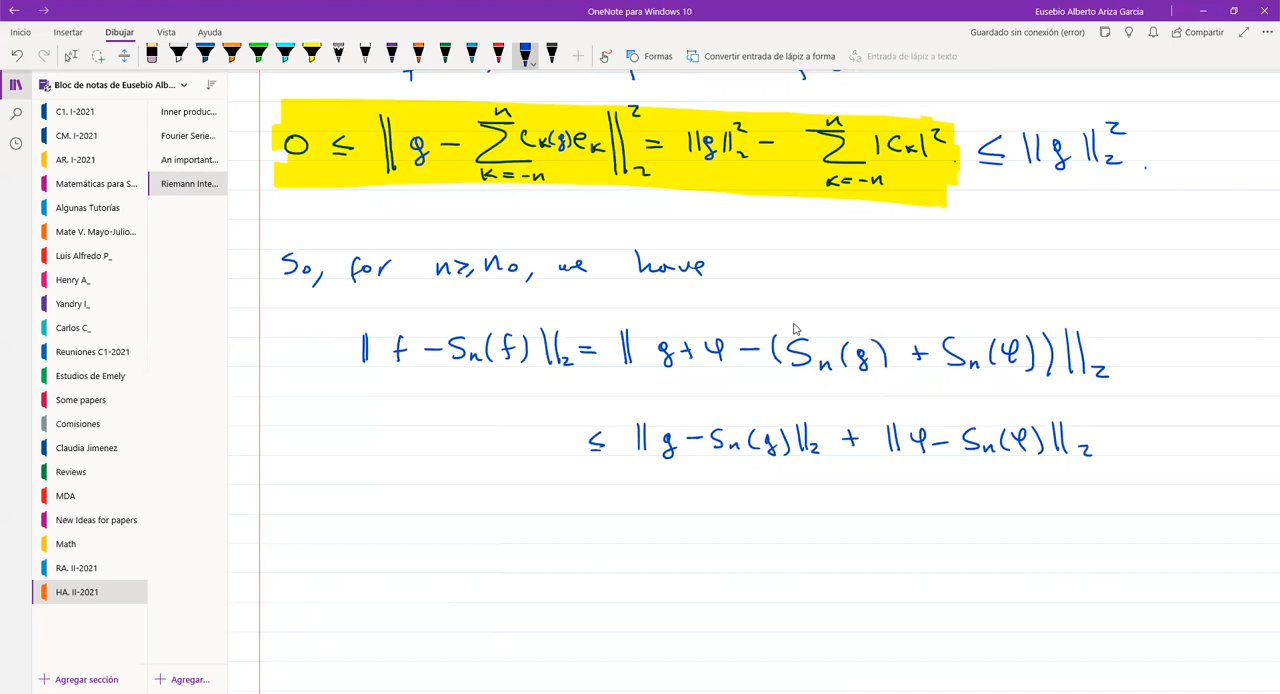 OneNote para Windows 10
Eusebio Alberto Ariza Garcia
Inicio Insertar Dibujar Vista Ayuda
Guardado sin conexión (error) Compartir
Formas Convertir entrada de lápiz a forma Entrada de lápiz a texto
Bloc de notas de Eusebio Alb...
C1. I-2021
CM. I-2021
AR. I-2021
Matemáticas para S...
Algunas Tutorías
Mate V. Mayo-Julio...
Luis Alfredo P_
Henry A_
Yandry I_
Carlos C_
Reuniones C1-2021
Estudios de Emely
Some papers
Comisiones
Claudia Jimenez
Reviews
MDA
New Ideas for papers
Math
RA. II-2021
HA. II-2021
Agregar sección
Inner produc...
Fourier Serie...
An important...
Riemann Inte...
Agregar...
0 ≤ ‖ g − ∑_{k=-n}^{n} c_k(g) e_k ‖_2^2 = ‖g‖_2^2 − ∑_{k=-n}^{n} |c_k|^2. ≤ ‖g‖_2^2.
So, for n ≥ n_0, we have
‖ f − S_n(f) ‖_2 = ‖ g + φ − (S_n(g) + S_n(φ)) ‖_2
≤ ‖ g − S_n(g) ‖_2 + ‖ φ − S_n(φ) ‖_2